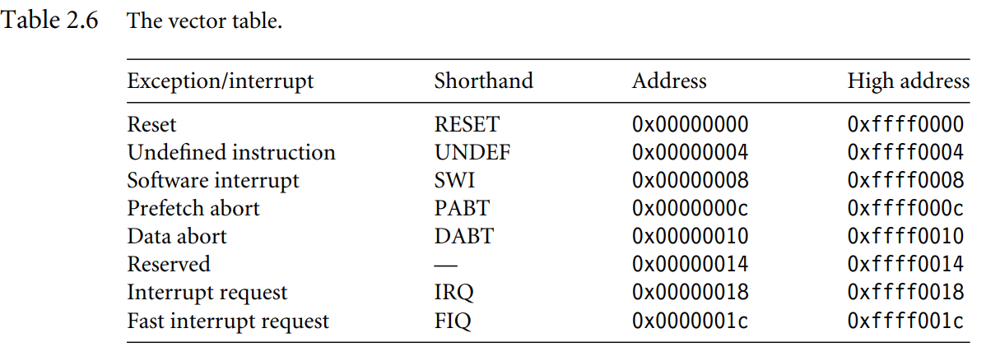 Table 2.6 The vector table.
Exception/interrupt Shorthand Address High address
Reset RESET 0x00000000 0xffff0000
Undefined instruction UNDEF 0x00000004 0xffff0004
Software interrupt SWI 0x00000008 0xffff0008
Prefetch abort PABT 0x0000000c 0xffff000c
Data abort DABT 0x00000010 0xffff0010
Reserved — 0x00000014 0xffff0014
Interrupt request IRQ 0x00000018 0xffff0018
Fast interrupt request FIQ 0x0000001c 0xffff001c